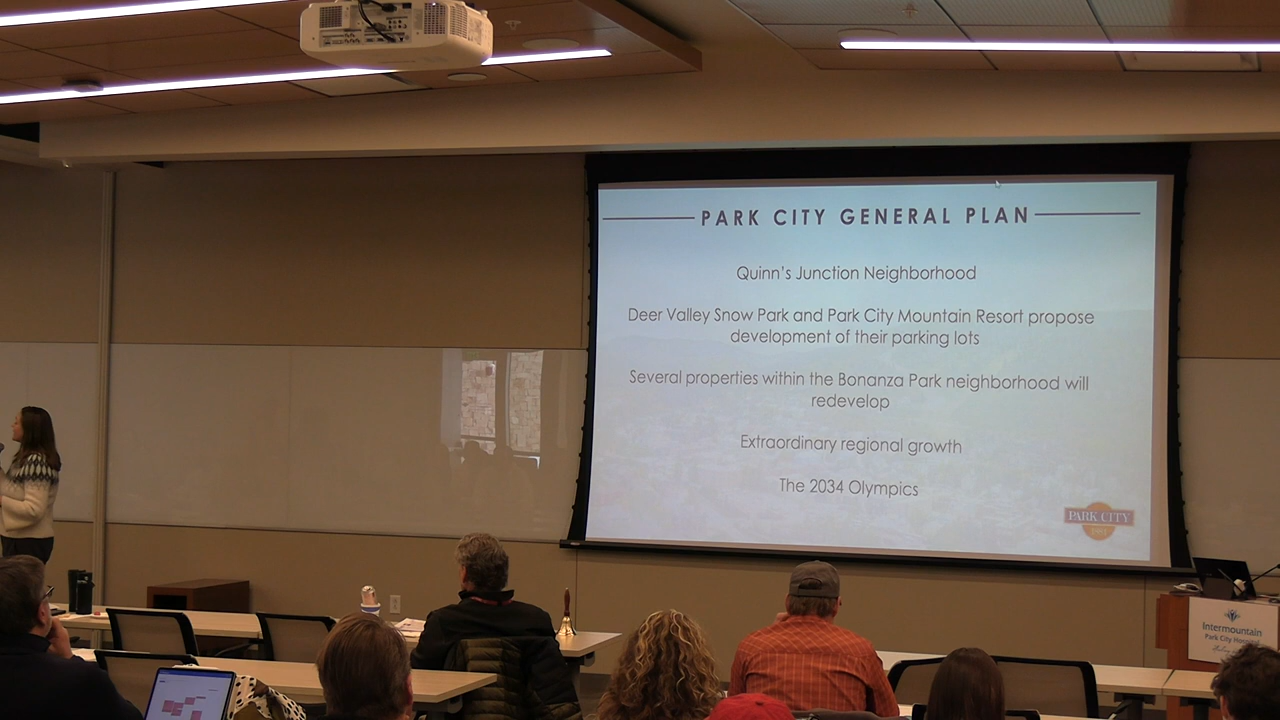 PARK CITY GENERAL PLAN
Quinn's Junction Neighborhood
Deer Valley Snow Park and Park City Mountain Resort propose
development of their parking lots
Several properties within the Bonanza Park neighborhood will
redevelop
Extraordinary regional growth
The 2034 Olympics
PARK CITY
1884
Intermountain
Park City Hospital